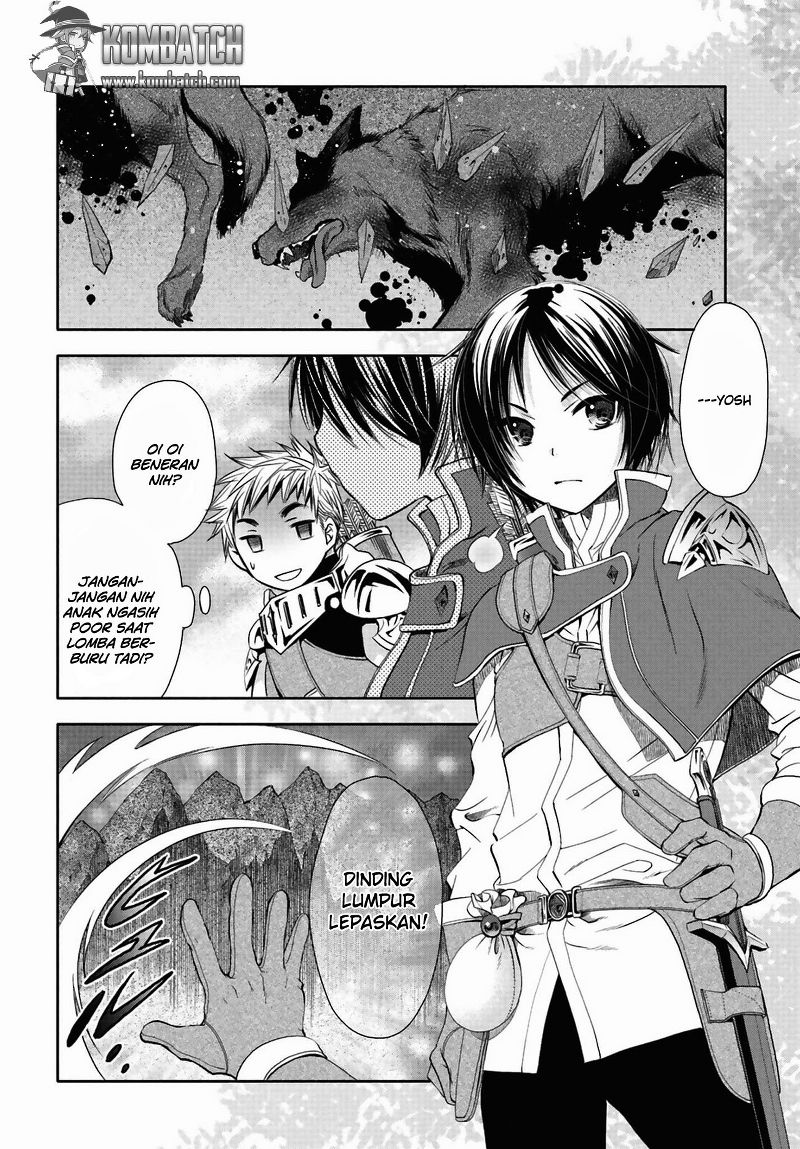 KOMBATCH
www.kombatch.com
---YOSH
OI OI
BENERAN
NIH?
JANGAN-
JANGAN NIH
ANAK NGASIH
POOR SAAT
LOMBA BER-
BURU TADI?
DINDING
LUMPUR
LEPASKAN!